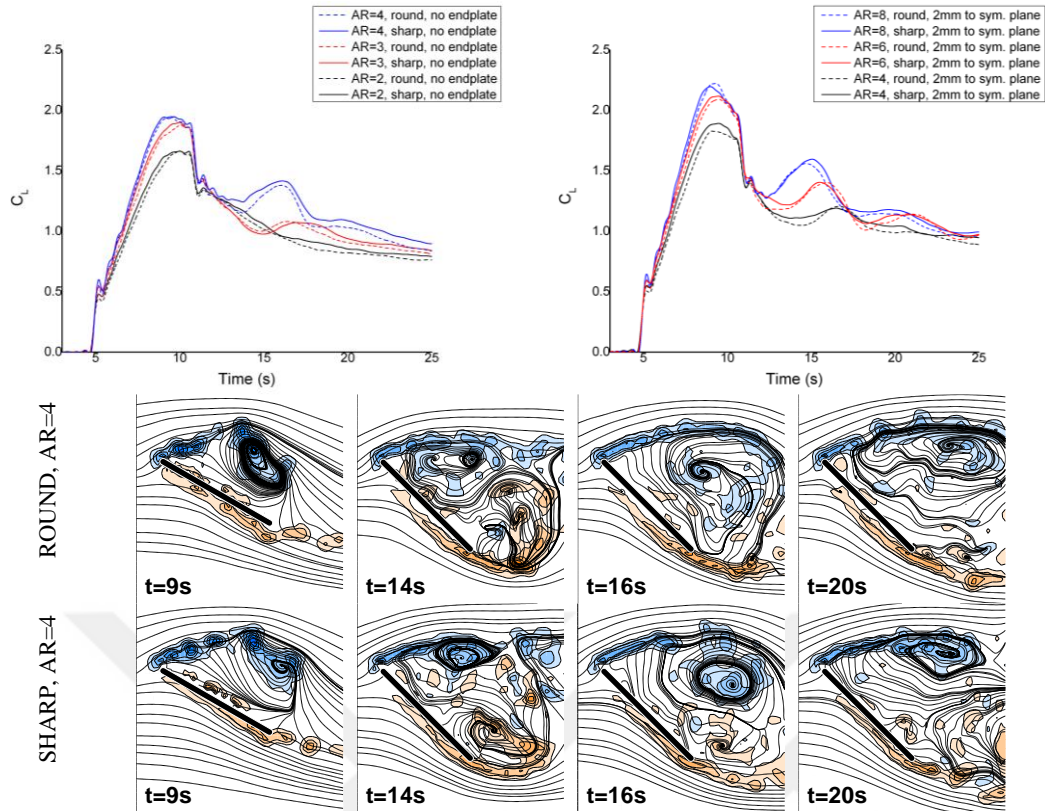 AR=4, round, no endplate
AR=4, sharp, no endplate
AR=3, round, no endplate
AR=3, sharp, no endplate
AR=2, round, no endplate
AR=2, sharp, no endplate
2.5
2.0
1.5
1.0
0.5
0.0
C_L
5
10
15
20
25
Time (s)
AR=8, round, 2mm to sym. plane
AR=8, sharp, 2mm to sym. plane
AR=6, round, 2mm to sym. plane
AR=6, sharp, 2mm to sym. plane
AR=4, round, 2mm to sym. plane
AR=4, sharp, 2mm to sym. plane
2.5
2.0
1.5
1.0
0.5
0.0
C_L
5
10
15
20
25
Time (s)
ROUND, AR=4
t=9s
t=14s
t=16s
t=20s
SHARP, AR=4
t=9s
t=14s
t=16s
t=20s